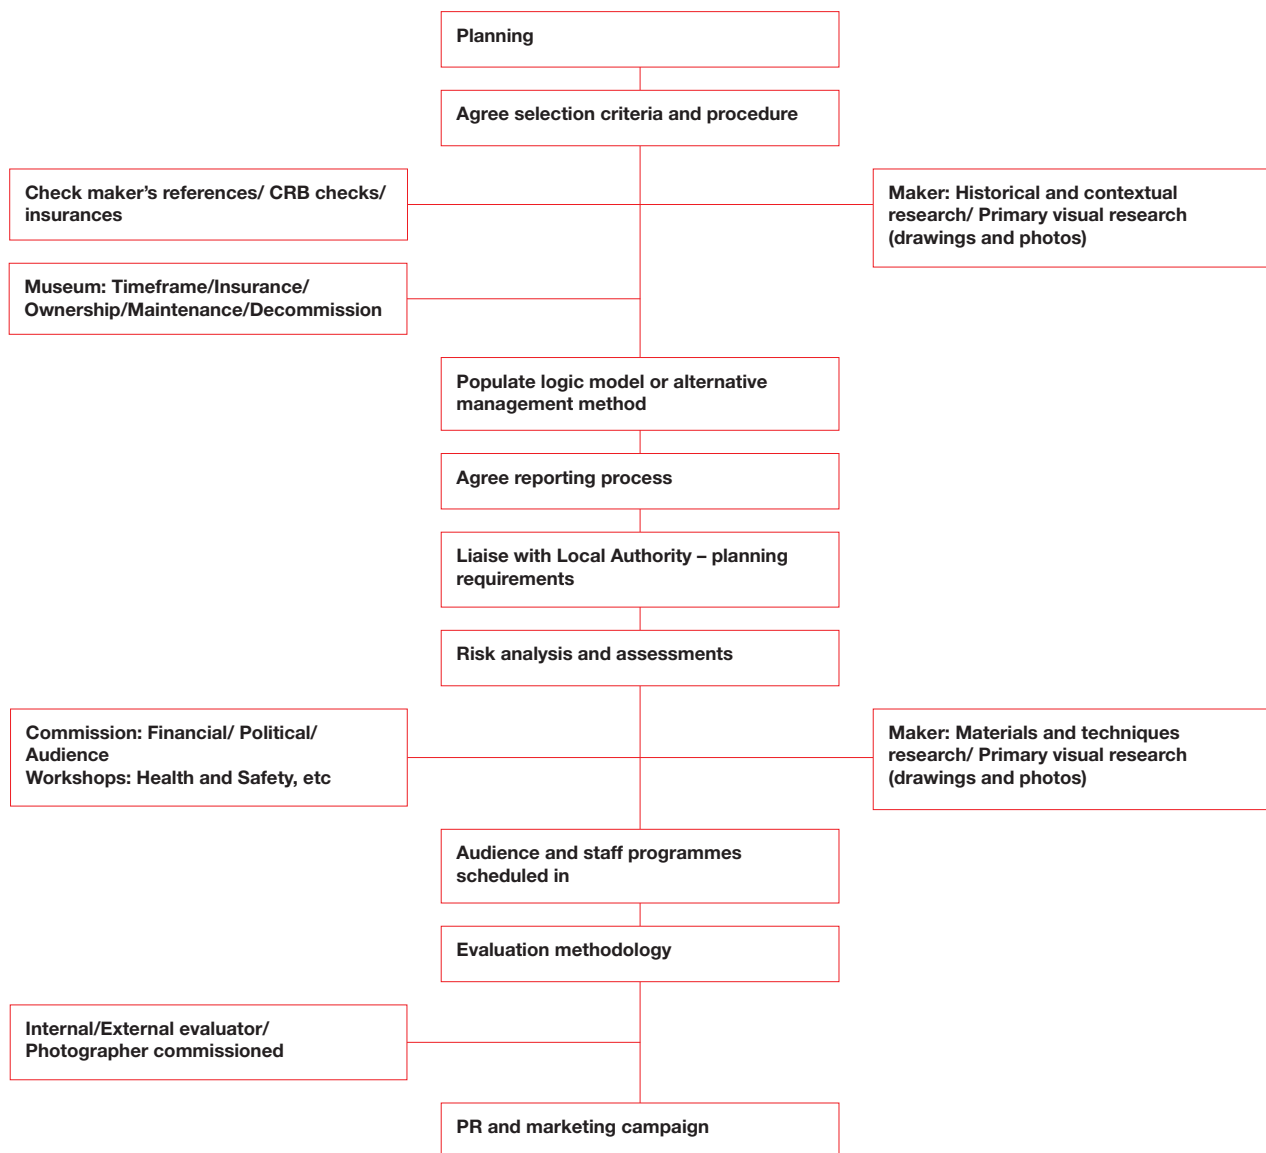 Planning
Agree selection criteria and procedure
Check maker’s references/ CRB checks/
insurances
Maker: Historical and contextual
research/ Primary visual research
(drawings and photos)
Museum: Timeframe/Insurance/
Ownership/Maintenance/Decommission
Populate logic model or alternative
management method
Agree reporting process
Liaise with Local Authority – planning
requirements
Risk analysis and assessments
Commission: Financial/ Political/
Audience
Workshops: Health and Safety, etc
Maker: Materials and techniques
research/ Primary visual research
(drawings and photos)
Audience and staff programmes
scheduled in
Evaluation methodology
Internal/External evaluator/
Photographer commissioned
PR and marketing campaign